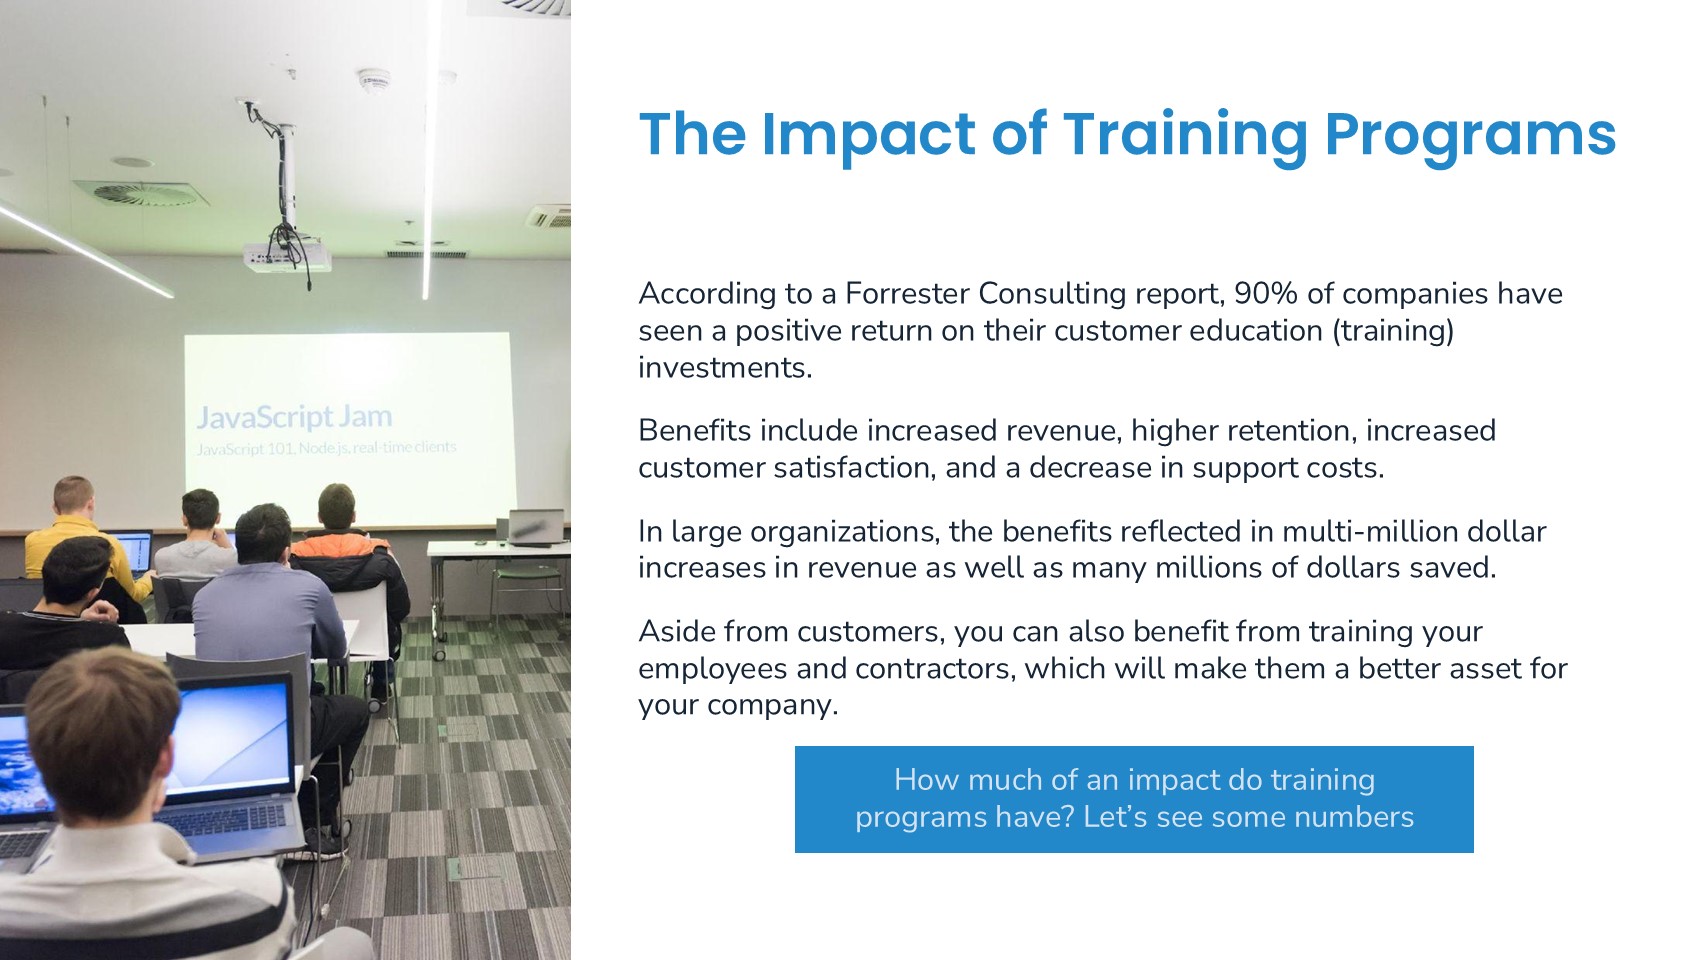 The Impact of Training Programs
According to a Forrester Consulting report, 90% of companies have
seen a positive return on their customer education (training)
investments.
Benefits include increased revenue, higher retention, increased
customer satisfaction, and a decrease in support costs.
In large organizations, the benefits reflected in multi-million dollar
increases in revenue as well as many millions of dollars saved.
Aside from customers, you can also benefit from training your
employees and contractors, which will make them a better asset for
your company.
How much of an impact do training
programs have? Let’s see some numbers
JavaScript Jam
JavaScript 101, Node.js, real-time clients